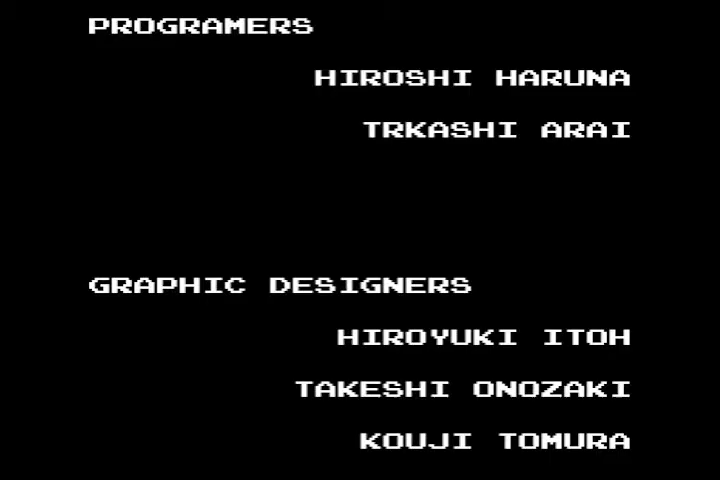 PROGRAMERS
HIROSHI HARUNA
TRKASHI ARAI
GRAPHIC DESIGNERS
HIROYUKI ITOH
TAKESHI ONOZAKI
KOUJI TOMURA